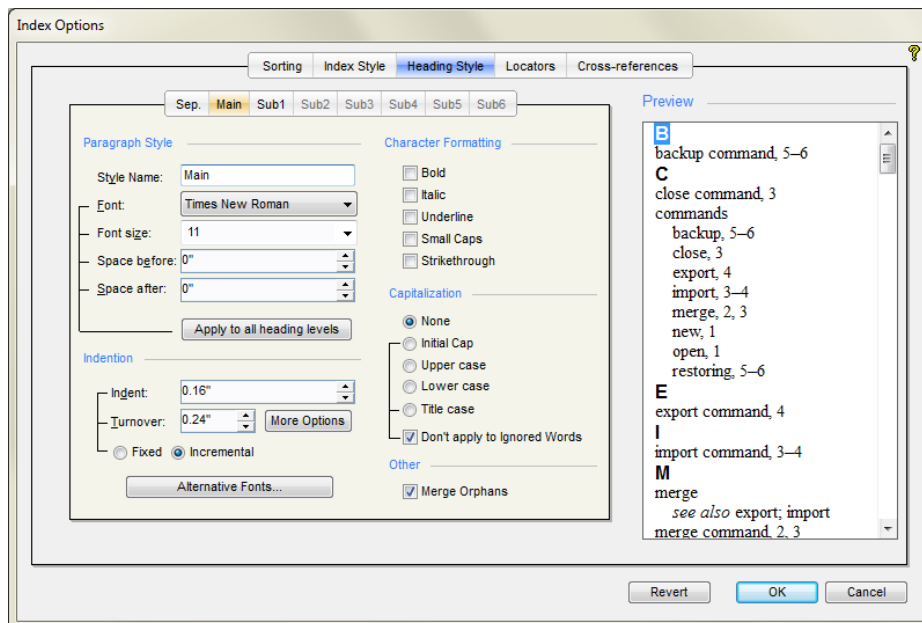 Index Options
?
Sorting Index Style Heading Style Locators Cross-references
Sep. Main Sub1 Sub2 Sub3 Sub4 Sub5 Sub6
Paragraph Style
Style Name: Main
Font: Times New Roman
Font size: 11
Space before: 0"
Space after: 0"
Apply to all heading levels
Indention
Indent: 0.16"
Turnover: 0.24" More Options
Fixed Incremental
Alternative Fonts...
Character Formatting
Bold
Italic
Underline
Small Caps
Strikethrough
Capitalization
None
Initial Cap
Upper case
Lower case
Title case
Don't apply to Ignored Words
Other
Merge Orphans
Preview
B
backup command, 5–6
C
close command, 3
commands
backup, 5–6
close, 3
export, 4
import, 3–4
merge, 2, 3
new, 1
open, 1
restoring, 5–6
E
export command, 4
I
import command, 3–4
M
merge
see also export; import
merge command, 2, 3
Revert OK Cancel